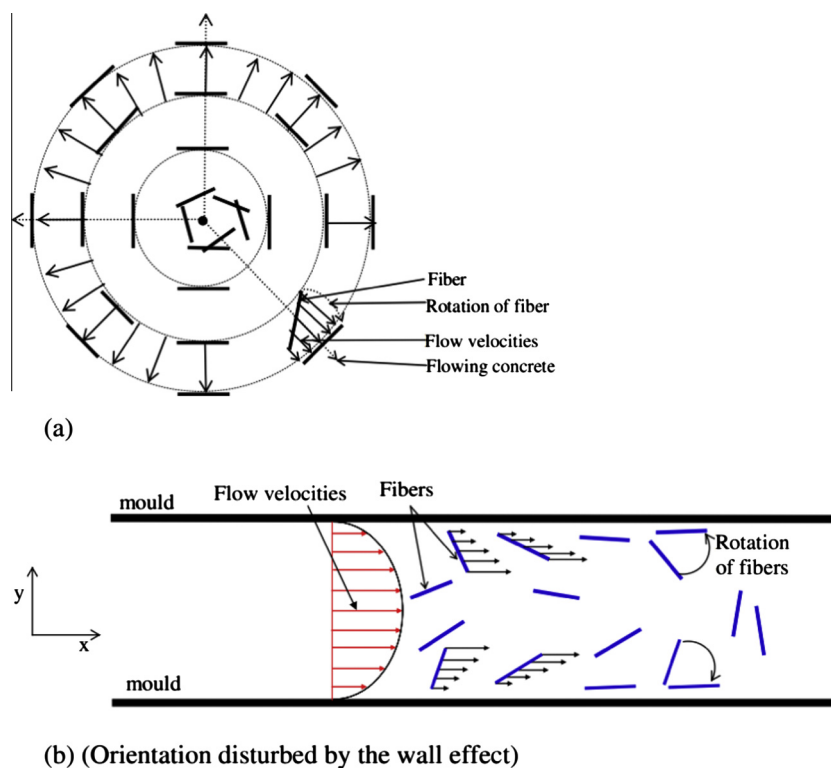 Fiber
Rotation of fiber
Flow velocities
Flowing concrete
(a)
mould
Flow velocities
Fibers
Rotation
of fibers
y
x
mould
(b) (Orientation disturbed by the wall effect)